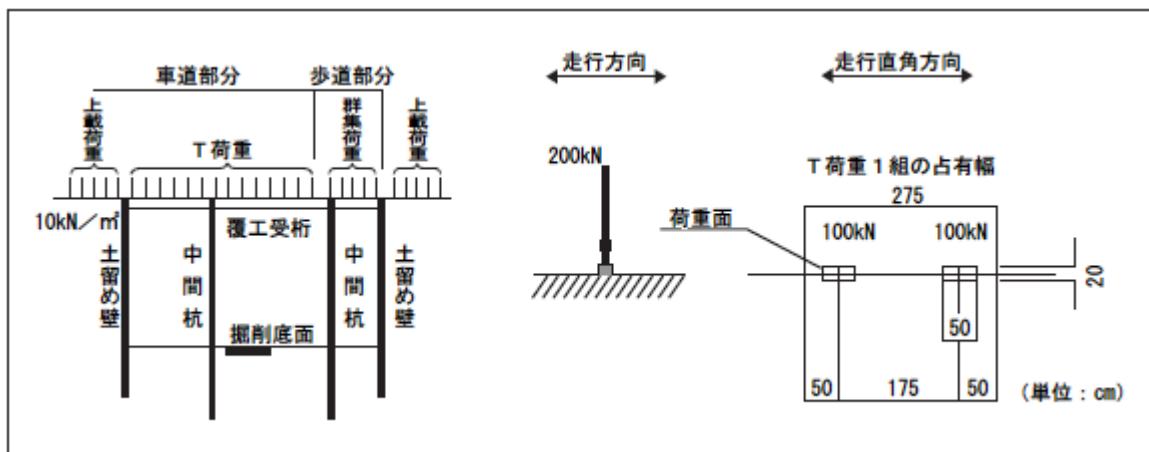 車道部分
歩道部分
上載荷重
T荷重
群集荷重
上載荷重
10kN/㎡
覆工受桁
土留め壁
中間杭
中間杭
土留め壁
掘削底面
走行方向
200kN
走行直角方向
T荷重1組の占有幅
275
荷重面
100kN
100kN
20
50
50
175
50
(単位:cm)